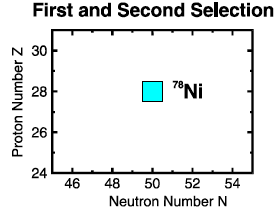 First and Second Selection
Proton Number Z
30
28
26
24
⁷⁸Ni
46 48 50 52 54
Neutron Number N